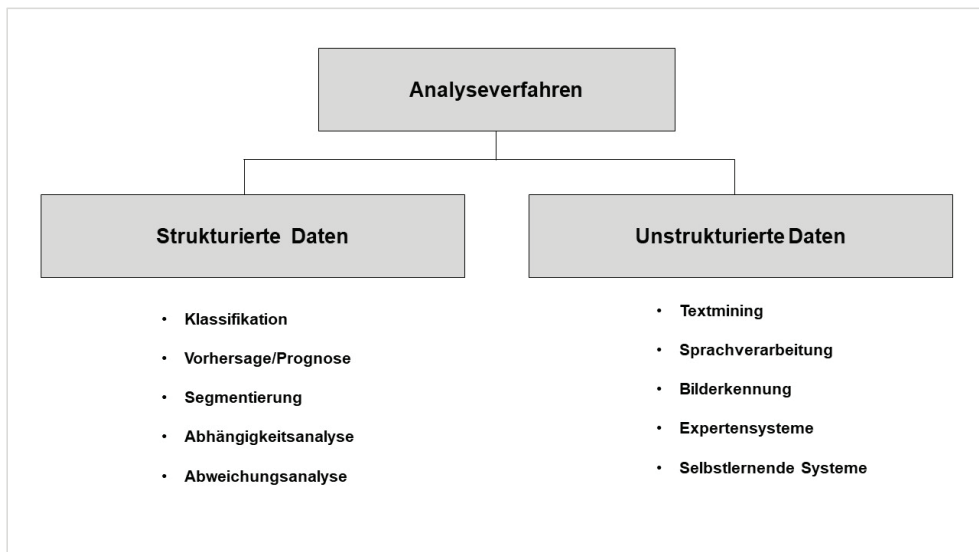 Analyseverfahren
Strukturierte Daten
Unstrukturierte Daten
• Klassifikation
• Vorhersage/Prognose
• Segmentierung
• Abhängigkeitsanalyse
• Abweichungsanalyse
• Textmining
• Sprachverarbeitung
• Bilderkennung
• Expertensysteme
• Selbstlernende Systeme